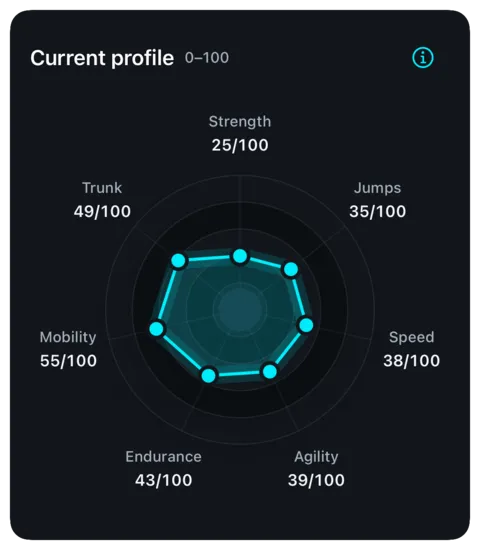 Current profile 0–100
Strength
25/100
Trunk
49/100
Jumps
35/100
Mobility
55/100
Speed
38/100
Endurance
43/100
Agility
39/100